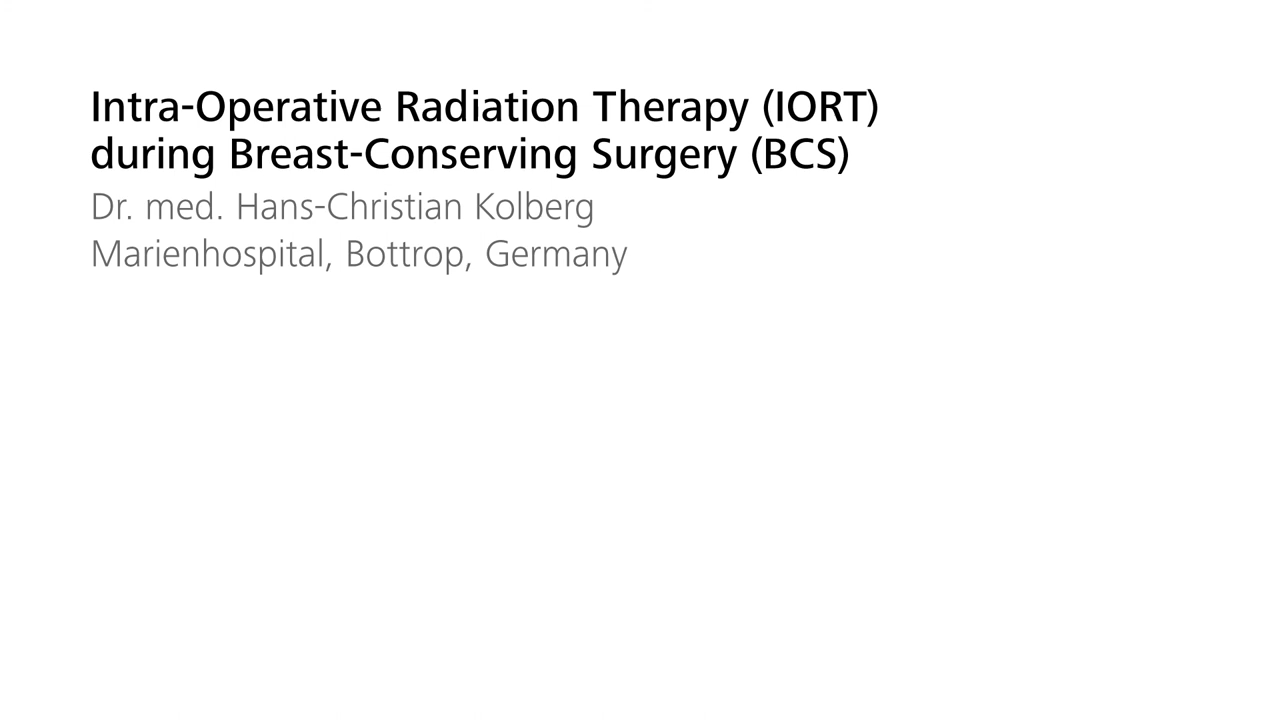 Intra-Operative Radiation Therapy (IORT)
during Breast-Conserving Surgery (BCS)
Dr. med. Hans-Christian Kolberg
Marienhospital, Bottrop, Germany